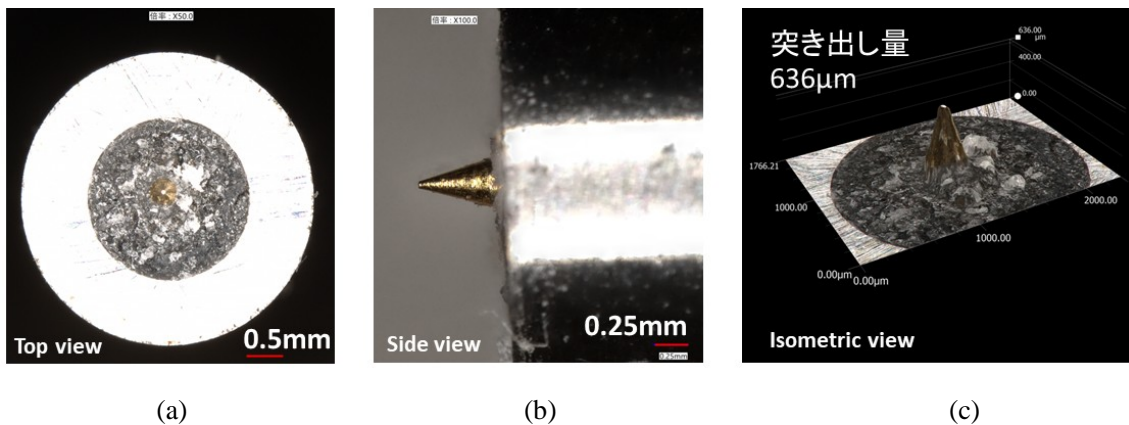 倍率 : X50.0
Top view
0.5mm
(a)
倍率 : X100.0
Side view
0.25mm
0.25mm
(b)
突き出し量
636μm
636.00
μm
400.00
0.00
1766.21
1000.00
0.00μm
0.00μm
1000.00
2000.00
Isometric view
(c)